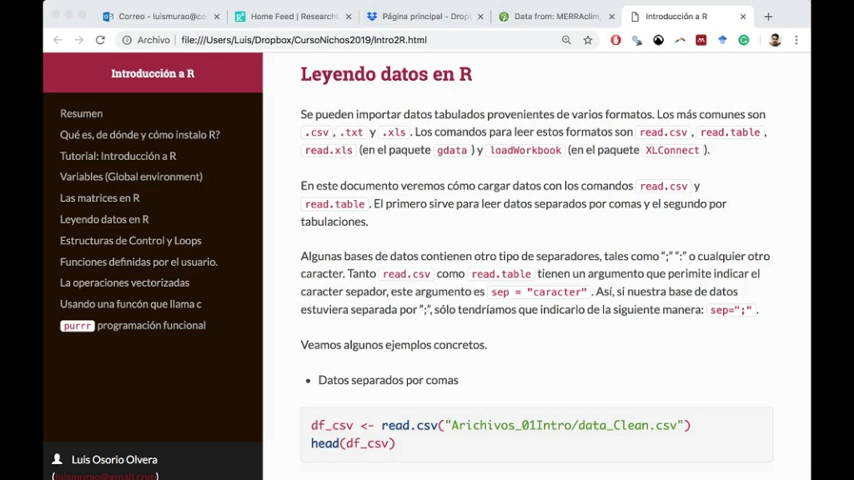 Correo - luismurao@co
Home Feed | Research
Página principal - Drop
Data from: MERRAclim,
Introducción a R
Archivo
file:///Users/Luis/Dropbox/CursoNichos2019/Intro2R.html
Introducción a R
Resumen
Qué es, de dónde y cómo instalo R?
Tutorial: Introducción a R
Variables (Global environment)
Las matrices en R
Leyendo datos en R
Estructuras de Control y Loops
Funciones definidas por el usuario.
La operaciones vectorizadas
Usando una funcón que llama c
purrr programación funcional
Luis Osorio Olvera
(luismurao@gmail.com)
Leyendo datos en R
Se pueden importar datos tabulados provenientes de varios formatos. Los más comunes son
.csv , .txt y .xls . Los comandos para leer estos formatos son read.csv , read.table ,
read.xls (en el paquete gdata ) y loadWorkbook (en el paquete XLConnect ).
En este documento veremos cómo cargar datos con los comandos read.csv y
read.table . El primero sirve para leer datos separados por comas y el segundo por
tabulaciones.
Algunas bases de datos contienen otro tipo de separadores, tales como “;” “:” o cualquier otro
caracter. Tanto read.csv como read.table tienen un argumento que perimite indicar el
caracter sepador, este argumento es sep = "caracter" . Así, si nuestra base de datos
estuviera separada por “;”, sólo tendríamos que indicarlo de la siguiente manera: sep=";" .
Veamos algunos ejemplos concretos.
• Datos separados por comas
df_csv <- read.csv("Arichivos_01Intro/data_Clean.csv")
head(df_csv)